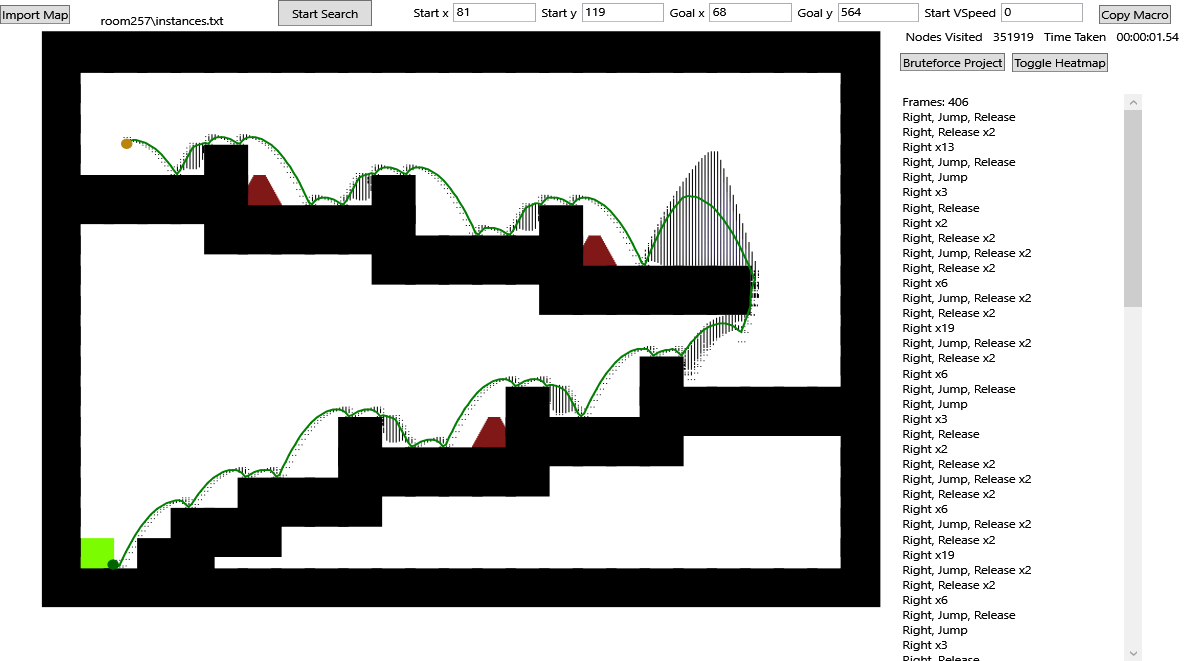 Import Map
room257\instances.txt
Start Search
Start x 81 Start y 119 Goal x 68 Goal y 564 Start VSpeed 0
Copy Macro
Nodes Visited 351919 Time Taken 00:00:01.54
Bruteforce Project Toggle Heatmap
Frames: 406
Right, Jump, Release
Right, Release x2
Right x13
Right, Jump, Release
Right, Jump
Right x3
Right, Release
Right x2
Right, Release x2
Right, Jump, Release x2
Right, Release x2
Right x6
Right, Jump, Release x2
Right, Release x2
Right x19
Right, Jump, Release x2
Right, Release x2
Right x6
Right, Jump, Release
Right, Jump
Right x3
Right, Release
Right x2
Right, Release x2
Right, Jump, Release x2
Right, Release x2
Right x6
Right, Jump, Release x2
Right, Release x2
Right x19
Right, Jump, Release x2
Right, Release x2
Right x6
Right, Jump, Release
Right, Jump
Right x3
Right, Release